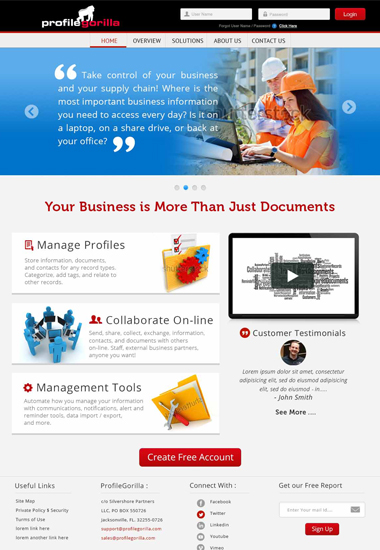 profilegorilla
User Name
Password
Login
Forgot User Name / Password Click Here
HOME OVERVIEW SOLUTIONS ABOUT US CONTACT US
Take control of your business
and your supply chain! Where is the
most important business information
you need to access every day? Is it on
a laptop, on a share drive, or back at
your office?
Your Business is More Than Just Documents
Manage Profiles
Store information, documents,
and contacts for any record types.
Categorize, add tags, and relate to
other records.
Collaborate On-line
Send, share, collect, exchange, information,
contacts, and documents with others
on-line. Staff, external business partners,
anyone you want!
Management Tools
Automate how you manage your information
with communications, notifications, alert and
reminder tools, data import / export,
and more.
Customer Testimonials
Lorem ipsum dolor sit amet, consectetur
adipisicing elit, sed do eiusmod adipisicing
elit, sed do eiusmod - in.....
- John Smith
See More ....
Create Free Account
Useful Links
Site Map
Private Policy & Security
Turms of Use
lorem link here
lorem another link here
ProfileGorilla :
c/o Silvershore Partners
LLC, PO BOX 550726
Jacksonville, FL. 32255-0726
support@profilegorilla.com
sales@profilegorilla.com
Connect With :
Facebook
Twitter
Linkedin
Youtube
Vimeo
Get our Free Report
Enter Your mail id ...
Sign Up